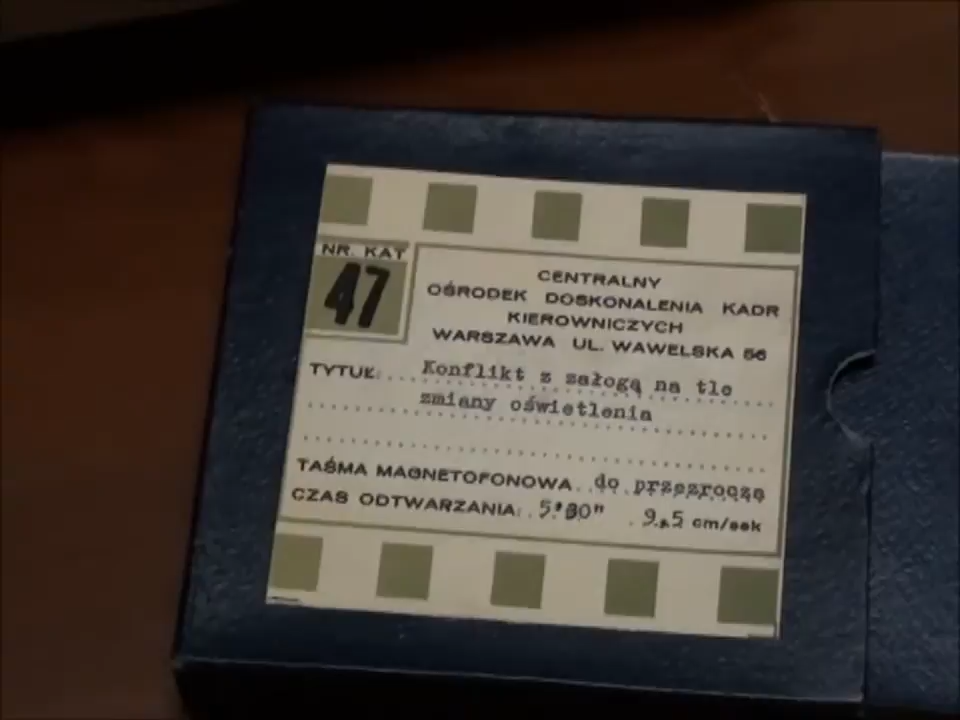 NR. KAT
47
CENTRALNY
OŚRODEK DOSKONALENIA KADR
KIEROWNICZYCH
WARSZAWA UL. WAWELSKA 56
TYTUŁ: Konflikt z załogą na tle
zmiany oświetlenia
TAŚMA MAGNETOFONOWA do przezrocza
CZAS ODTWARZANIA: 5'30" 9,5 cm/sek